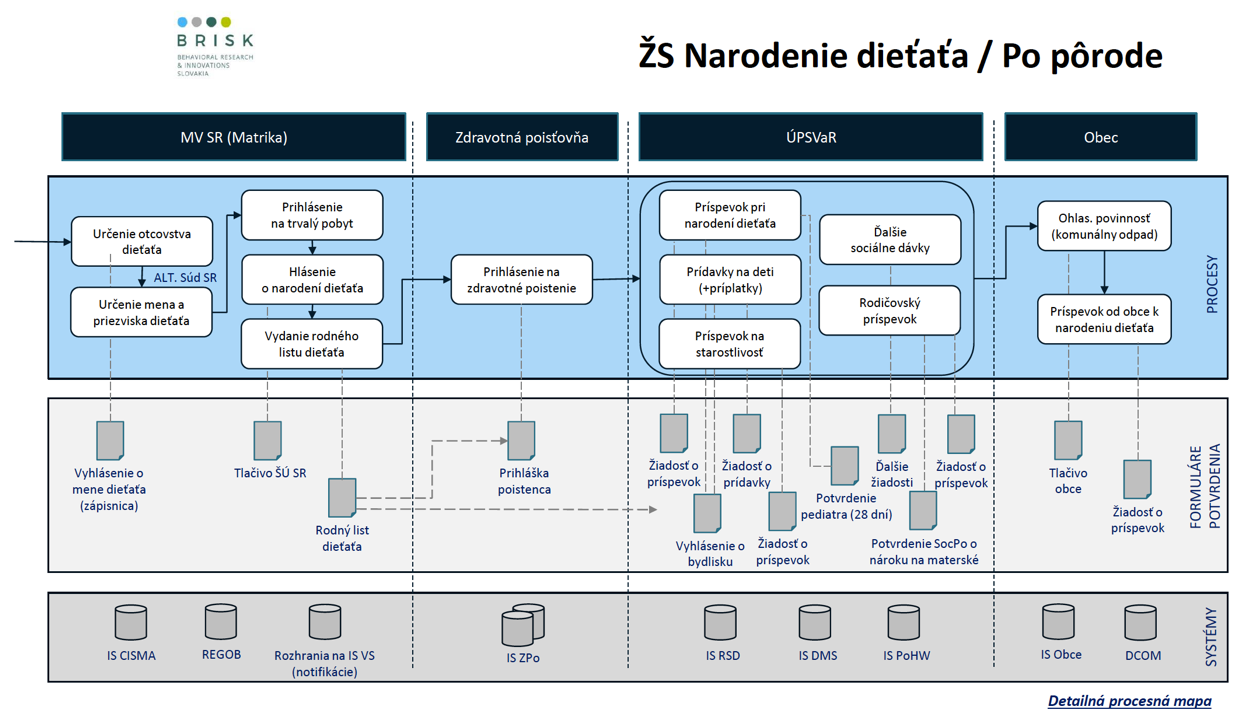 BRISK
BEHAVIORAL RESEARCH
& INNOVATIONS
SLOVAKIA
ŽS Narodenie dieťaťa / Po pôrode
MV SR (Matrika)
Zdravotná poisťovňa
ÚPSVaR
Obec
Určenie otcovstva
dieťaťa
ALT. Súd SR
Určenie mena a
priezviska dieťaťa
Prihlásenie
na trvalý pobyt
Hlásenie
o narodení dieťaťa
Vydanie rodného
listu dieťaťa
Prihlásenie na
zdravotné poistenie
Príspevok pri
narodení dieťaťa
Prídavky na deti
(+príplatky)
Príspevok na
starostlivosť
Ďalšie
sociálne dávky
Rodičovský
príspevok
Ohlas. povinnosť
(komunálny odpad)
Príspevok od obce k
narodeniu dieťaťa
PROCESY
Vyhlásenie o
mene dieťaťa
(zápisnica)
Tlačivo ŠÚ SR
Rodný list
dieťaťa
Prihláška
poistenca
Žiadosť o
príspevok
Vyhlásenie o
bydlisku
Žiadosť o
prídavky
Žiadosť o
príspevok
Potvrdenie
pediatra (28 dní)
Ďalšie
žiadosti
Potvrdenie SocPo o
nároku na materské
Žiadosť o
príspevok
Tlačivo
obce
Žiadosť o
príspevok
FORMULÁRE
POTVRDENIA
IS CISMA
REGOB
Rozhrania na IS VS
(notifikácie)
IS ZPo
IS RSD
IS DMS
IS PoHW
IS Obce
DCOM
SYSTÉMY
Detailná procesná mapa